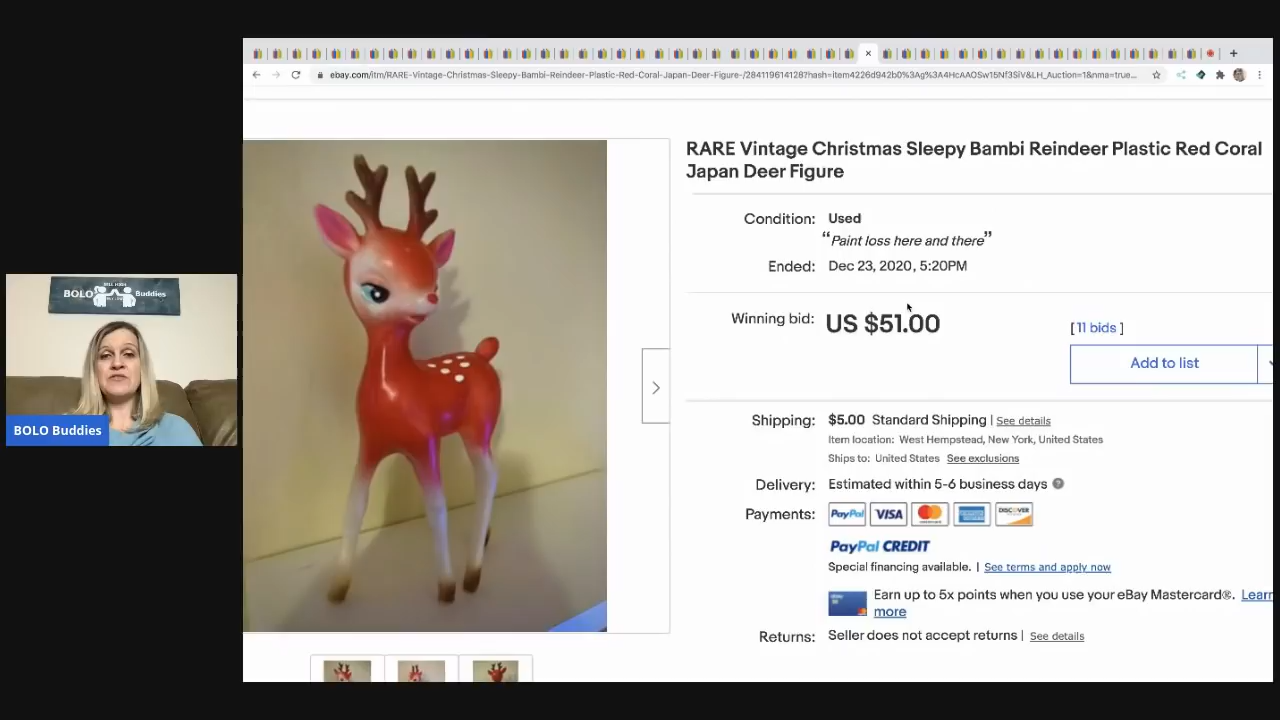 ebay.com/itm/RARE-Vintage-Christmas-Sleepy-Bambi-Reindeer-Plastic-Red-Coral-Japan-Deer-Figure-/284119614128?hash=item4226d942b0%3Ag%3A4HcAAOSw15Nf3SiV&LH_Auction=1&nma=true...
RARE Vintage Christmas Sleepy Bambi Reindeer Plastic Red Coral
Japan Deer Figure
Condition: Used
“Paint loss here and there”
Ended: Dec 23, 2020, 5:20PM
Winning bid: US $51.00 [ 11 bids ]
Add to list
Shipping: $5.00 Standard Shipping | See details
Item location: West Hempstead, New York, United States
Ships to: United States See exclusions
Delivery: Estimated within 5-6 business days
Payments: PayPal VISA MasterCard DISCOVER
PayPal CREDIT
Special financing available. | See terms and apply now
Earn up to 5x points when you use your eBay Mastercard®. Learn
more
Returns: Seller does not accept returns | See details
BOLO Buddies
BOLO Buddies